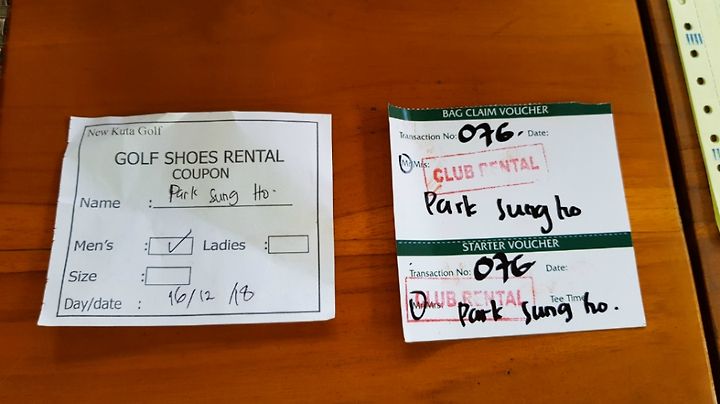 New Kuta Golf
GOLF SHOES RENTAL
COUPON
Name : Park Sung Ho.
Men's : ✓ Ladies :
Size :
Day/date : 16/12/18
BAG CLAIM VOUCHER
Transaction No: 076. Date:
Mr/Mrs:
CLUB RENTAL
Park Sung ho
STARTER VOUCHER
Transaction No: 076 Date:
CLUB RENTAL
Mr/Mrs: Tee Time
Park Sung ho.